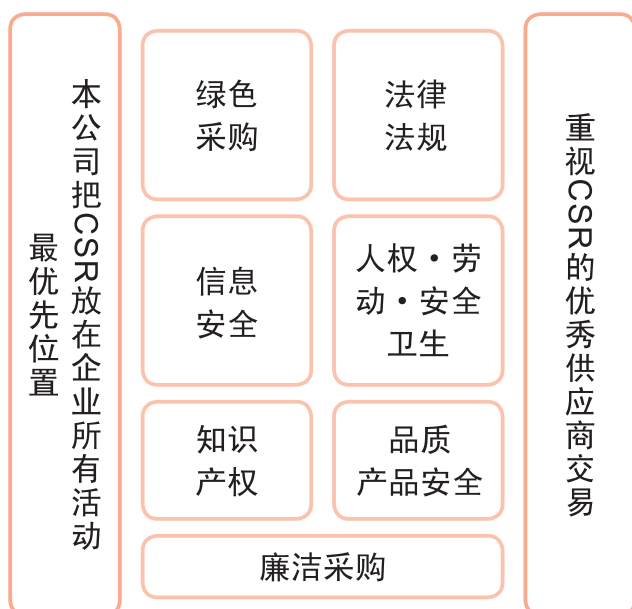 本公司把CSR放在企业所有活动
最优先位置
绿色
采购
法律
法规
信息
安全
人权・劳
动・安全
卫生
知识
产权
品质
产品安全
廉洁采购
重视CSR的优秀供应商交易